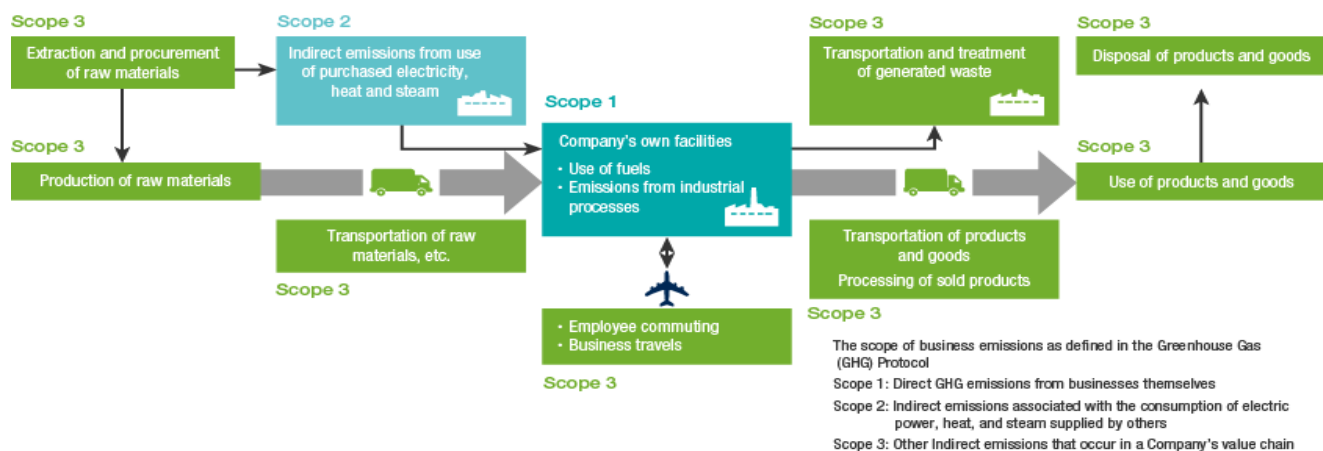 Scope 3
Extraction and procurement
of raw materials
Scope 2
Indirect emissions from use
of purchased electricity,
heat and steam
Scope 3
Transportation and treatment
of generated waste
Scope 3
Disposal of products and goods
Scope 3
Production of raw materials
Scope 1
Company's own facilities
• Use of fuels
• Emissions from industrial
processes
Scope 3
Use of products and goods
Transportation of raw
materials, etc.
Scope 3
Transportation of products
and goods
Processing of sold products
Scope 3
• Employee commuting
• Business travels
Scope 3
The scope of business emissions as defined in the Greenhouse Gas
(GHG) Protocol
Scope 1: Direct GHG emissions from businesses themselves
Scope 2: Indirect emissions associated with the consumption of electric
power, heat, and steam supplied by others
Scope 3: Other Indirect emissions that occur in a Company's value chain